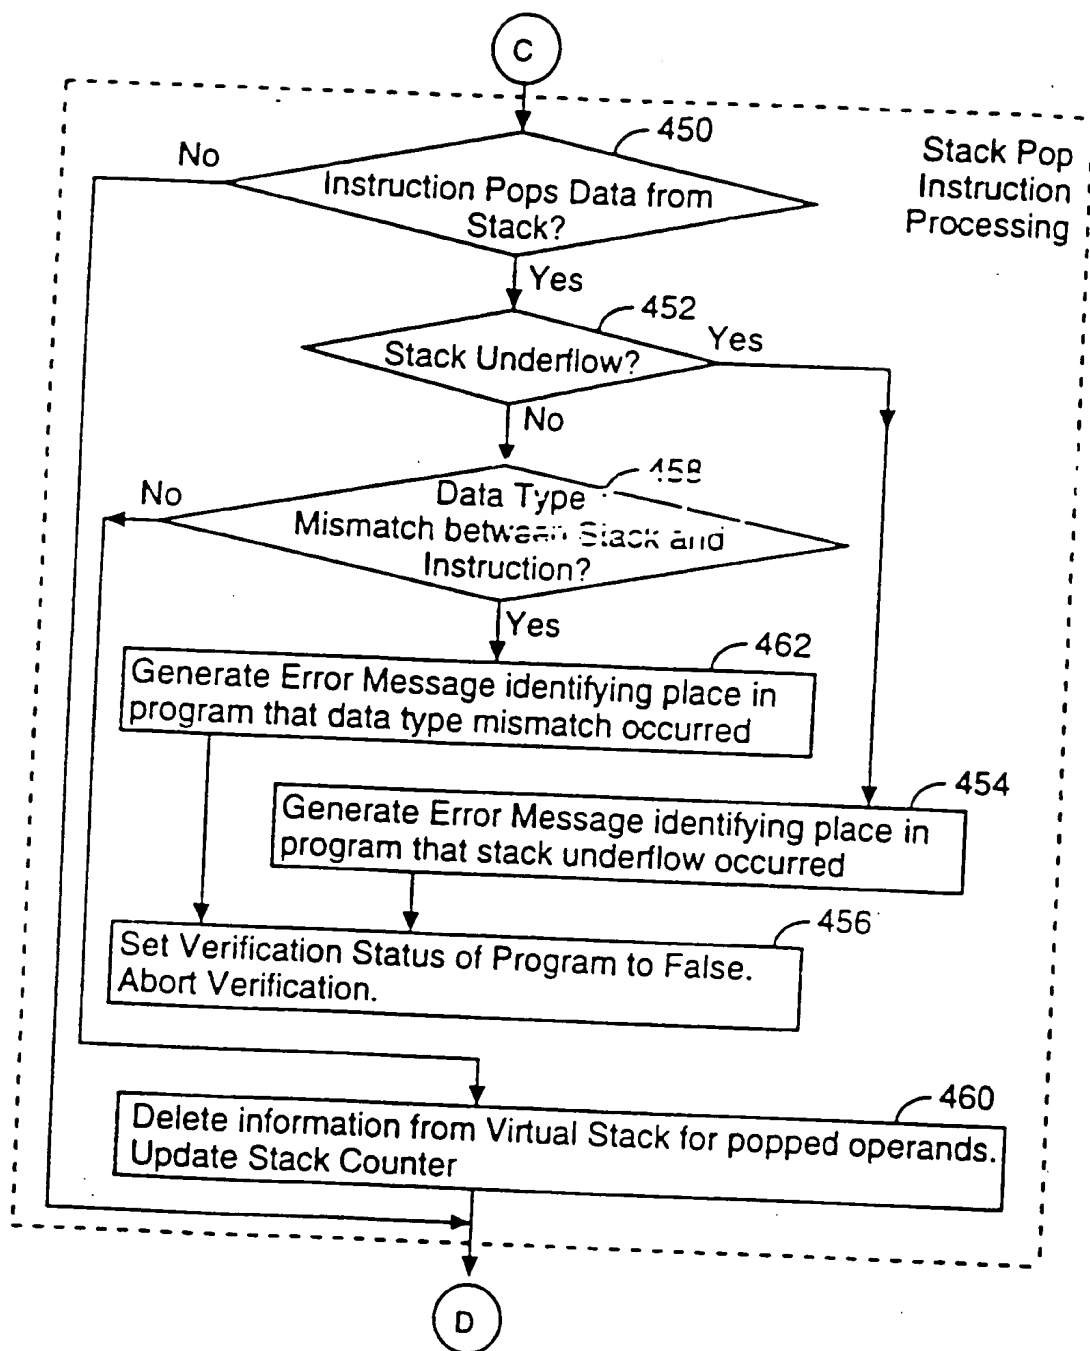 C
450
Stack Pop
Instruction
Processing
No
Instruction Pops Data from
Stack?
Yes
452
Yes
Stack Underflow?
No
458
No
Data Type
Mismatch between Stack and
Instruction?
Yes
462
Generate Error Message identifying place in
program that data type mismatch occurred
454
Generate Error Message identifying place in
program that stack underflow occurred
456
Set Verification Status of Program to False.
Abort Verification.
460
Delete information from Virtual Stack for popped operands.
Update Stack Counter
D